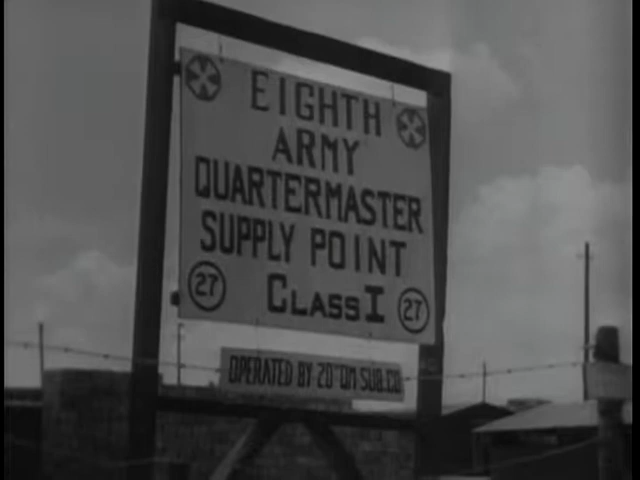 EIGHTH
ARMY
QUARTERMASTER
SUPPLY POINT
27 CLASS I 27
OPERATED BY 20TH QM SUB. CO.